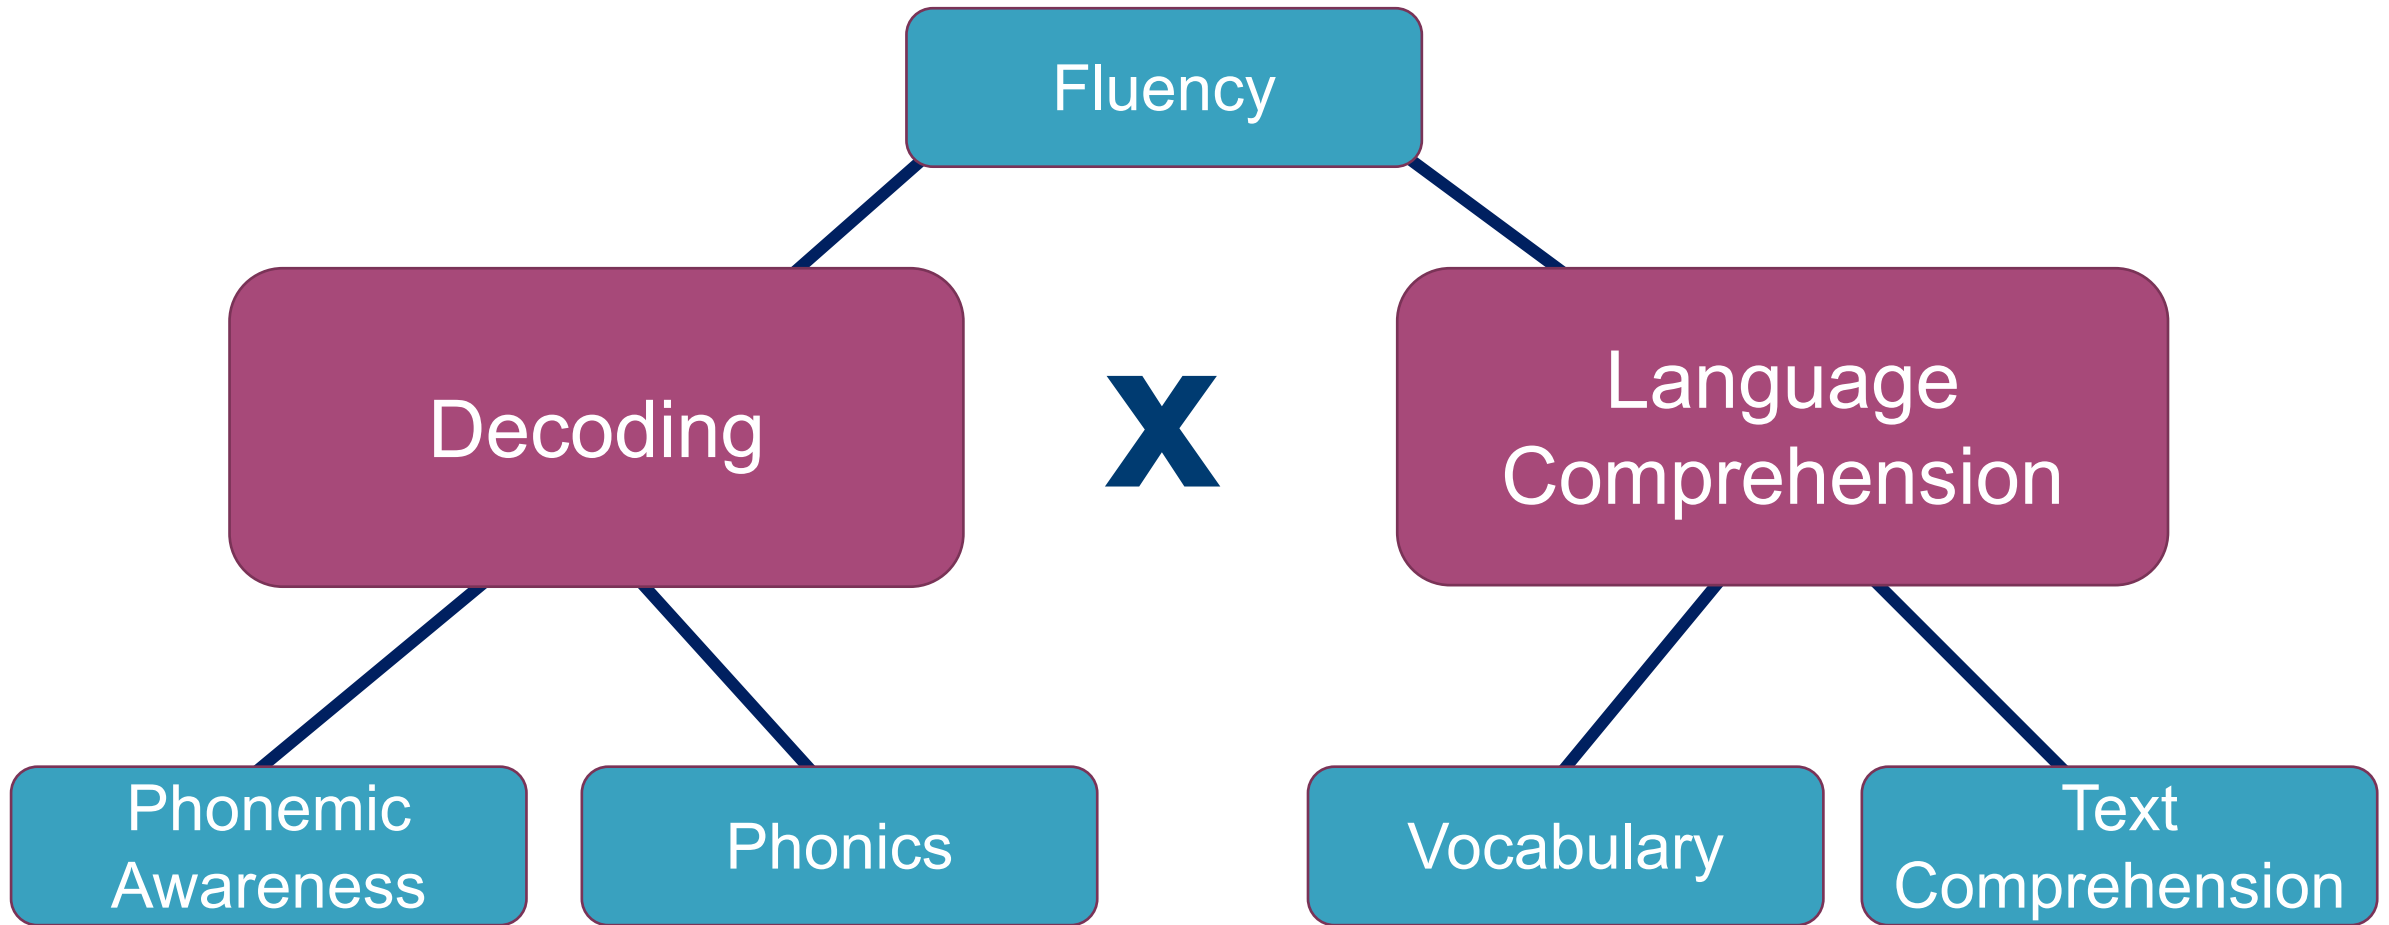 Fluency
Decoding
x
Language
Comprehension
Phonemic
Awareness
Phonics
Vocabulary
Text
Comprehension